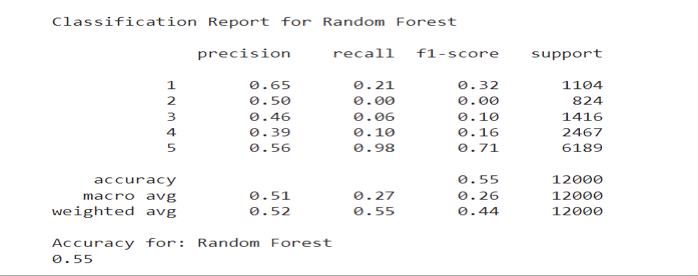 Classification Report for Random Forest
precision recall f1-score support
1 0.65 0.21 0.32 1104
2 0.50 0.00 0.00 824
3 0.46 0.06 0.10 1416
4 0.39 0.10 0.16 2467
5 0.56 0.98 0.71 6189
accuracy 0.55 12000
macro avg 0.51 0.27 0.26 12000
weighted avg 0.52 0.55 0.44 12000
Accuracy for: Random Forest
0.55